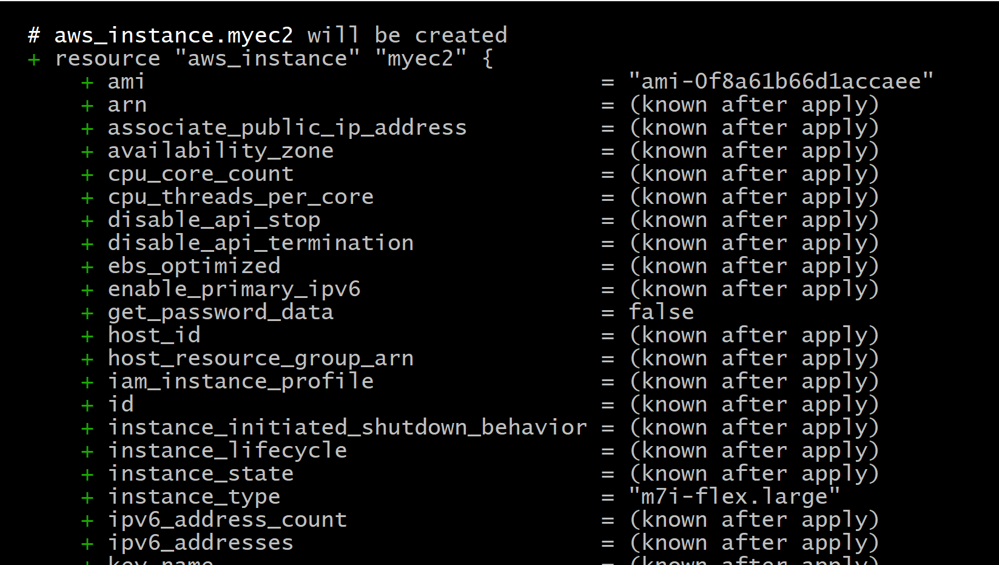 # aws_instance.myec2 will be created
+ resource "aws_instance" "myec2" {
+ ami = "ami-0f8a61b66d1accaee"
+ arn = (known after apply)
+ associate_public_ip_address = (known after apply)
+ availability_zone = (known after apply)
+ cpu_core_count = (known after apply)
+ cpu_threads_per_core = (known after apply)
+ disable_api_stop = (known after apply)
+ disable_api_termination = (known after apply)
+ ebs_optimized = (known after apply)
+ enable_primary_ipv6 = (known after apply)
+ get_password_data = false
+ host_id = (known after apply)
+ host_resource_group_arn = (known after apply)
+ iam_instance_profile = (known after apply)
+ id = (known after apply)
+ instance_initiated_shutdown_behavior = (known after apply)
+ instance_lifecycle = (known after apply)
+ instance_state = (known after apply)
+ instance_type = "m7i-flex.large"
+ ipv6_address_count = (known after apply)
+ ipv6_addresses = (known after apply)
+ key_name = (known after apply)